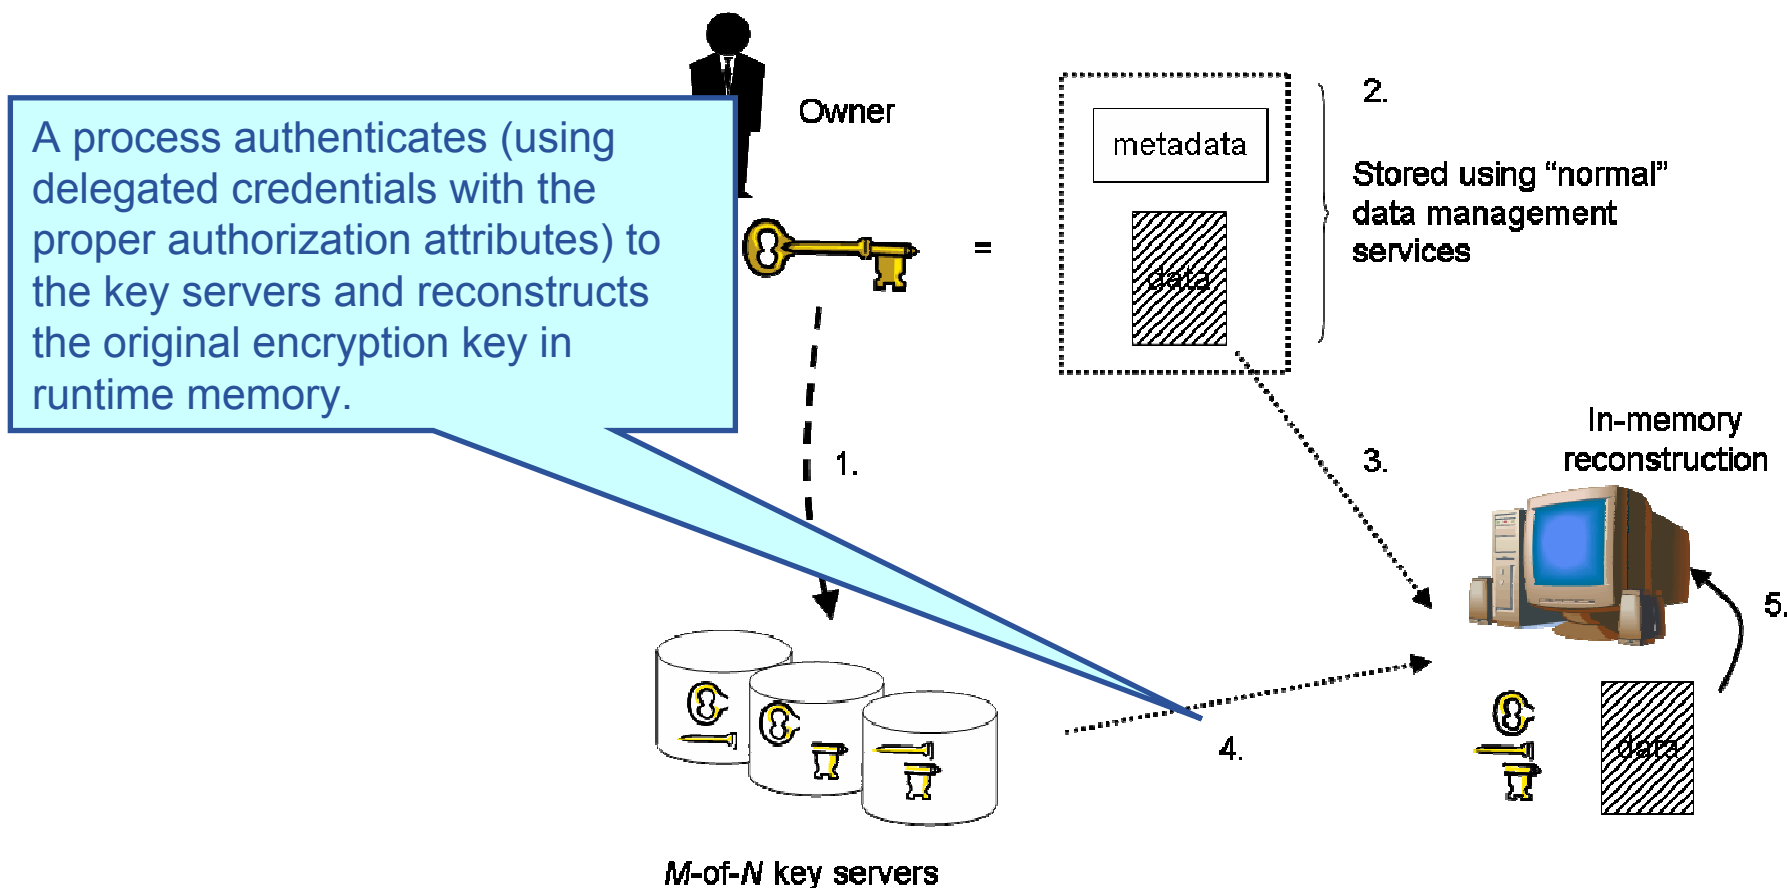 Owner
A process authenticates (using
delegated credentials with the
proper authorization attributes) to
the key servers and reconstructs
the original encryption key in
runtime memory.
=
metadata
data
2.
Stored using “normal”
data management
services
1.
3.
In-memory
reconstruction
5.
4.
data
M-of-N key servers